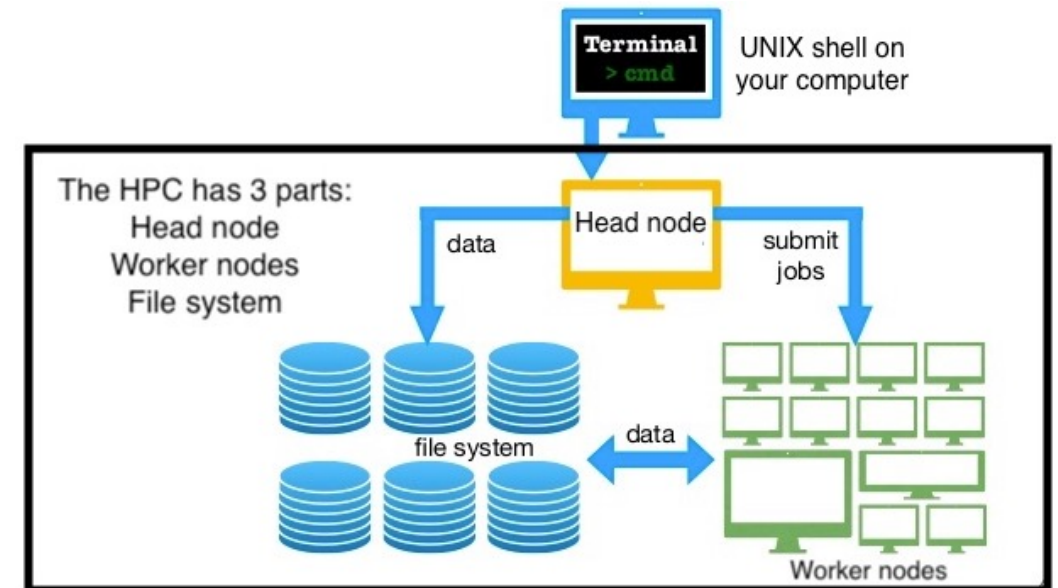 Terminal
> cmd
UNIX shell on
your computer
The HPC has 3 parts:
Head node
Worker nodes
File system
Head node
data
submit
jobs
file system
data
Worker nodes